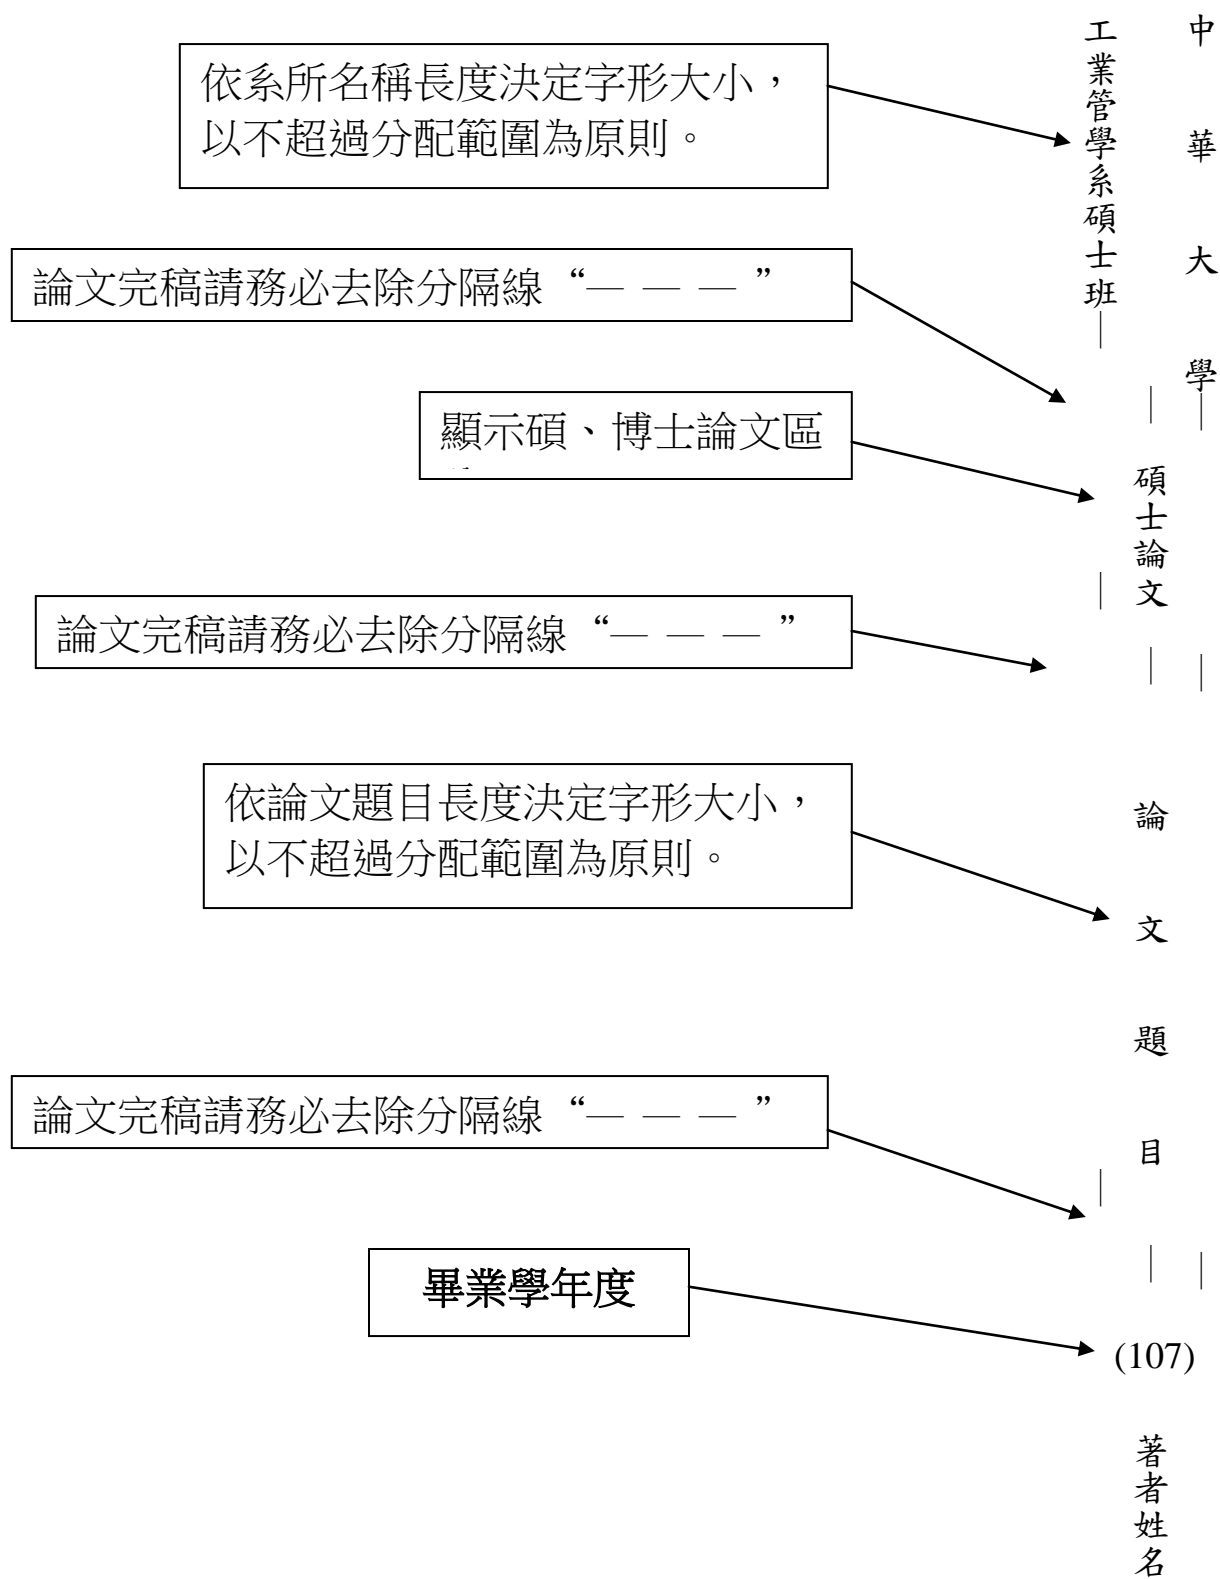 中華大學
工業管學系碩士班
依系所名稱長度決定字形大小，
以不超過分配範圍為原則。
論文完稿請務必去除分隔線“— — — ”
｜
｜
｜
顯示碩、博士論文區
碩士論文
論文完稿請務必去除分隔線“— — — ”
｜
｜
｜
依論文題目長度決定字形大小，
以不超過分配範圍為原則。
論文題目
論文完稿請務必去除分隔線“— — — ”
｜
｜
｜
畢業學年度
(107)
著者姓名